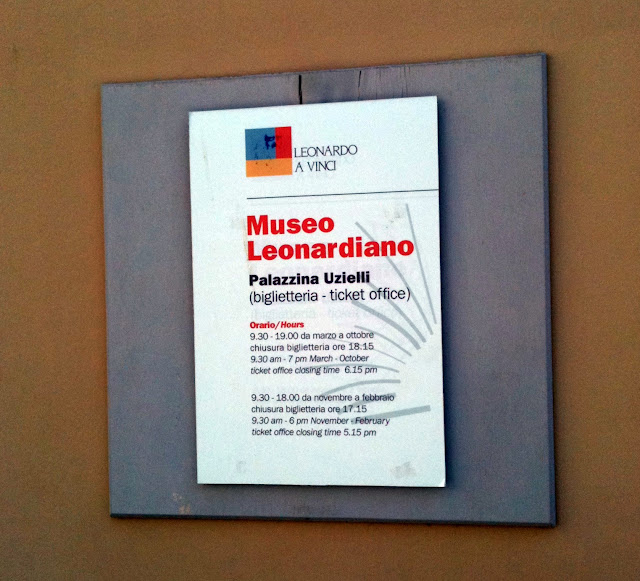 LEONARDO
A VINCI
Museo
Leonardiano
Palazzina Uzielli
(biglietteria - ticket office)
Orario/Hours
9.30 - 19.00 da marzo a ottobre
chiusura biglietteria ore 18.15
9.30 am - 7 pm March - October
ticket office closing time 6.15 pm
9.30 - 18.00 da novembre a febbraio
chiusura biglietteria ore 17.15
9.30 am - 6 pm November - February
ticket office closing time 5.15 pm